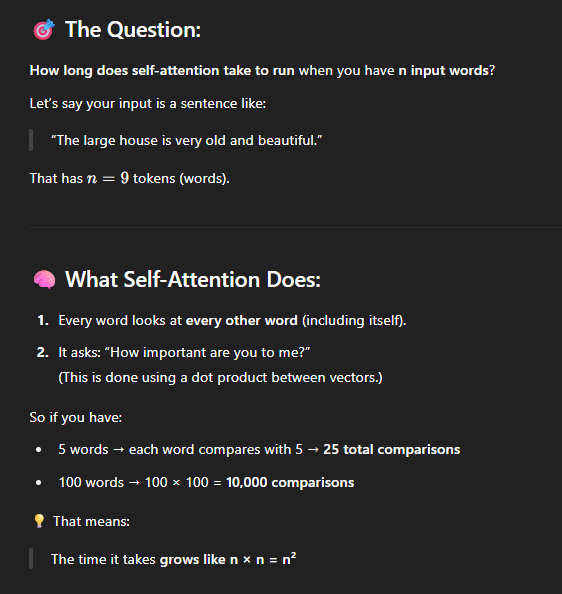 🎯 The Question:
How long does self-attention take to run when you have n input words?
Let's say your input is a sentence like:
"The large house is very old and beautiful."
That has n = 9 tokens (words).
🧠 What Self-Attention Does:
1. Every word looks at every other word (including itself).
2. It asks: "How important are you to me?"
(This is done using a dot product between vectors.)
So if you have:
• 5 words → each word compares with 5 → 25 total comparisons
• 100 words → 100 × 100 = 10,000 comparisons
💡 That means:
The time it takes grows like n × n = n²